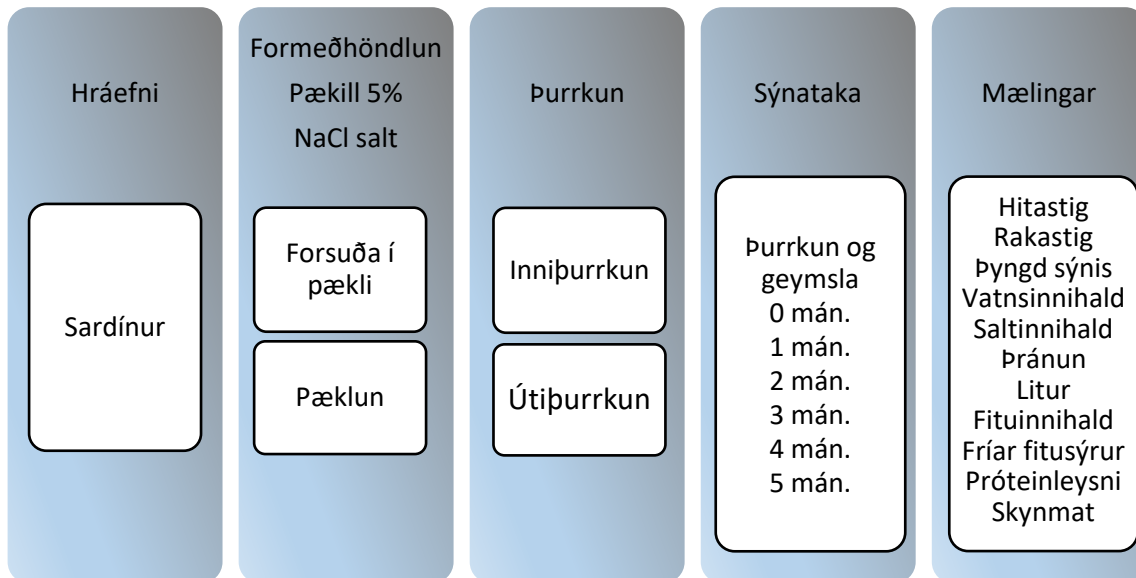 Hráefni
Sardínur
Formeðhöndlun
Pækill 5%
NaCl salt
Forsuða í
pækli
Pæklun
Þurrkun
Inniþurrkun
Útiþurrkun
Sýnataka
Þurrkun og
geymsla
0 mán.
1 mán.
2 mán.
3 mán.
4 mán.
5 mán.
Mælingar
Hitastig
Rakastig
Þyngd sýnis
Vatnsinnihald
Saltinnihald
Þránun
Litur
Fituinnihald
Fríar fitusýrur
Próteinleysni
Skynmat